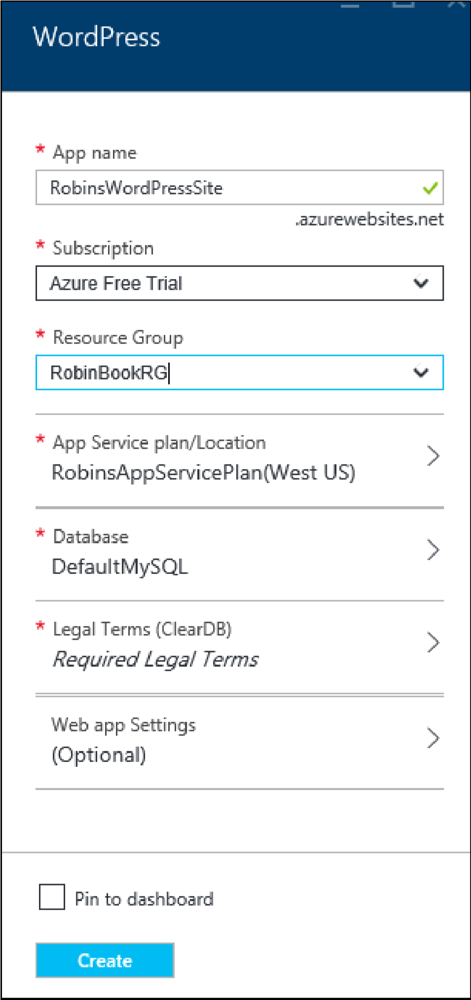 WordPress
* App name
RobinsWordPressSite
.azurewebsites.net
* Subscription
Azure Free Trial
* Resource Group
RobinBookRG
* App Service plan/Location
RobinsAppServicePlan(West US)
* Database
DefaultMySQL
* Legal Terms (ClearDB)
Required Legal Terms
Web app Settings
(Optional)
Pin to dashboard
Create